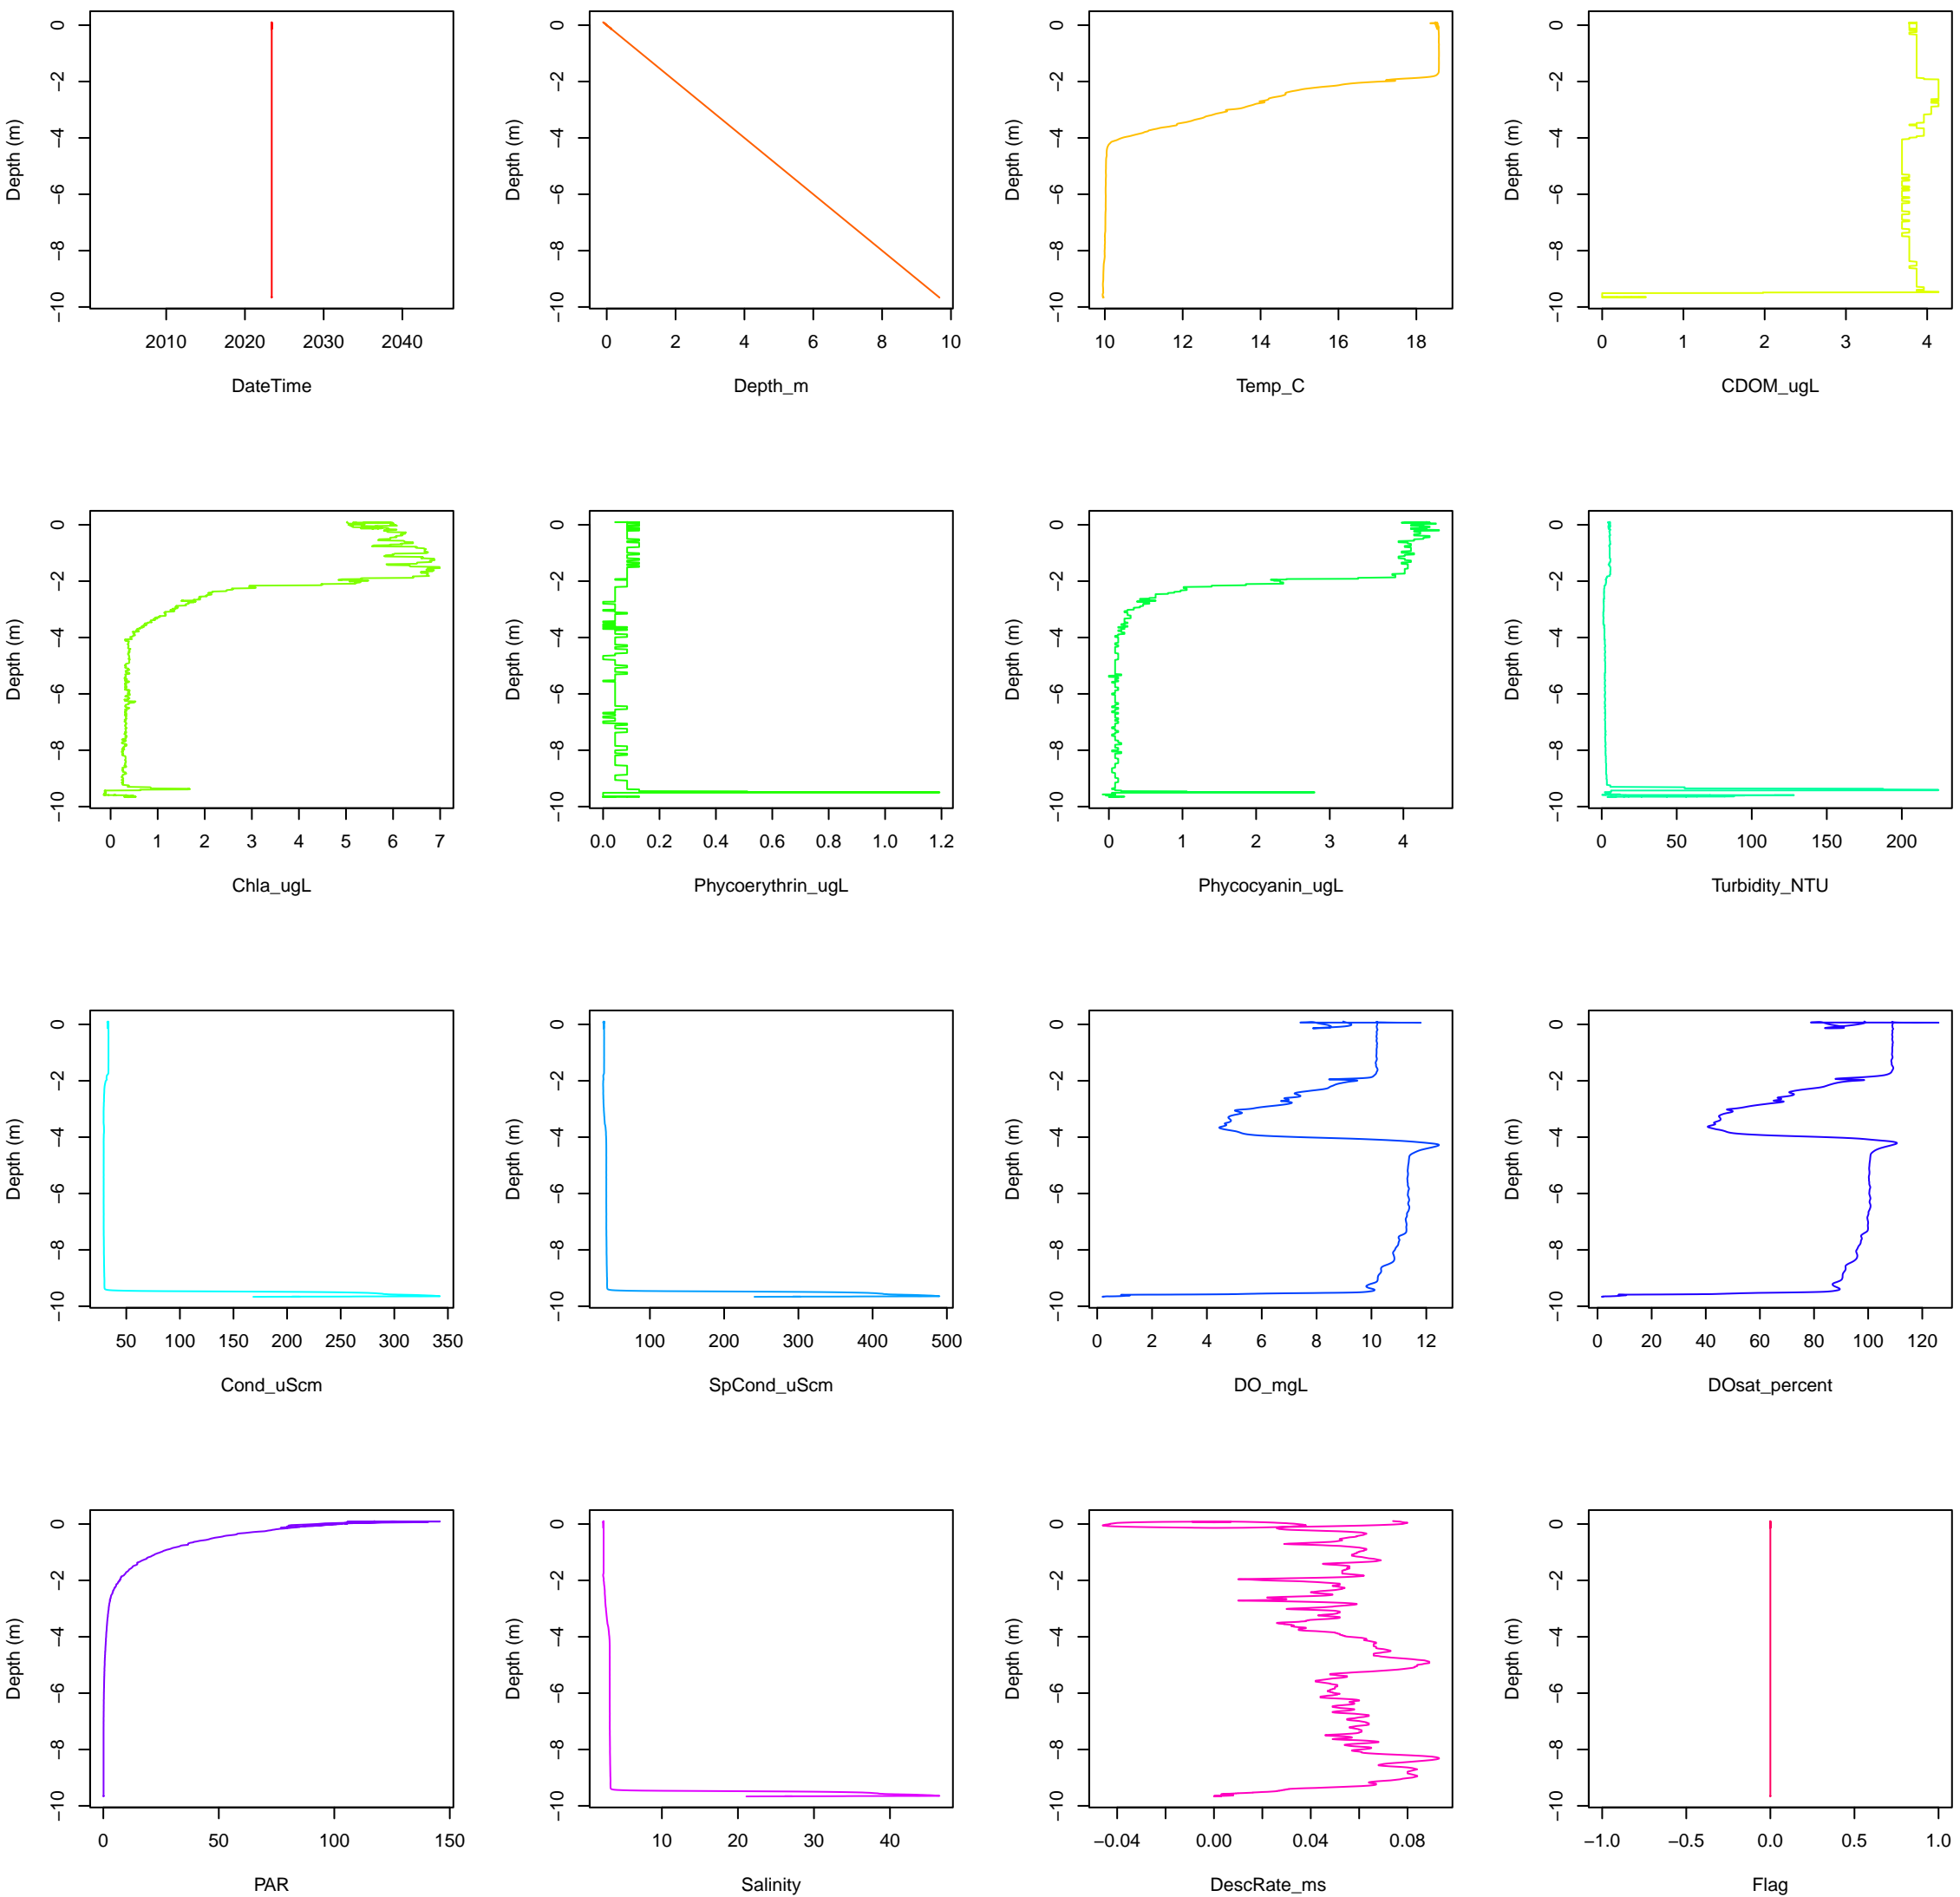 0 −2 −4 −6 −8 −10
Depth (m)
2010 2020 2030 2040
DateTime
0 −2 −4 −6 −8 −10
Depth (m)
0 2 4 6 8 10
Depth_m
0 −2 −4 −6 −8 −10
Depth (m)
10 12 14 16 18
Temp_C
0 −2 −4 −6 −8 −10
Depth (m)
0 1 2 3 4
CDOM_ugL
0 −2 −4 −6 −8 −10
Depth (m)
0 1 2 3 4 5 6 7
Chla_ugL
0 −2 −4 −6 −8 −10
Depth (m)
0.0 0.2 0.4 0.6 0.8 1.0 1.2
Phycoerythrin_ugL
0 −2 −4 −6 −8 −10
Depth (m)
0 1 2 3 4
Phycocyanin_ugL
0 −2 −4 −6 −8 −10
Depth (m)
0 50 100 150 200
Turbidity_NTU
0 −2 −4 −6 −8 −10
Depth (m)
50 100 150 200 250 300 350
Cond_uScm
0 −2 −4 −6 −8 −10
Depth (m)
100 200 300 400 500
SpCond_uScm
0 −2 −4 −6 −8 −10
Depth (m)
0 2 4 6 8 10 12
DO_mgL
0 −2 −4 −6 −8 −10
Depth (m)
0 20 40 60 80 100 120
DOsat_percent
0 −2 −4 −6 −8 −10
Depth (m)
0 50 100 150
PAR
0 −2 −4 −6 −8 −10
Depth (m)
10 20 30 40
Salinity
0 −2 −4 −6 −8 −10
Depth (m)
−0.04 0.00 0.04 0.08
DescRate_ms
0 −2 −4 −6 −8 −10
Depth (m)
−1.0 −0.5 0.0 0.5 1.0
Flag